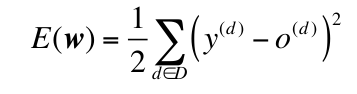 E(w) = 1/2 ∑_{d∈D} (y^{(d)} − o^{(d)})^2